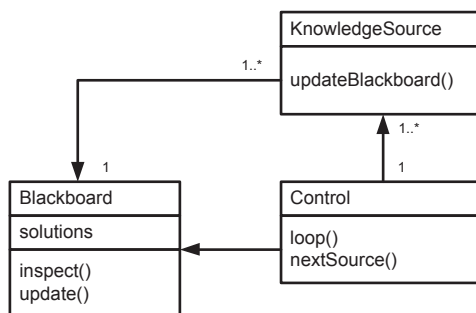 KnowledgeSource
updateBlackboard()
1..*
1..*
1
1
Blackboard
solutions
inspect()
update()
Control
loop()
nextSource()